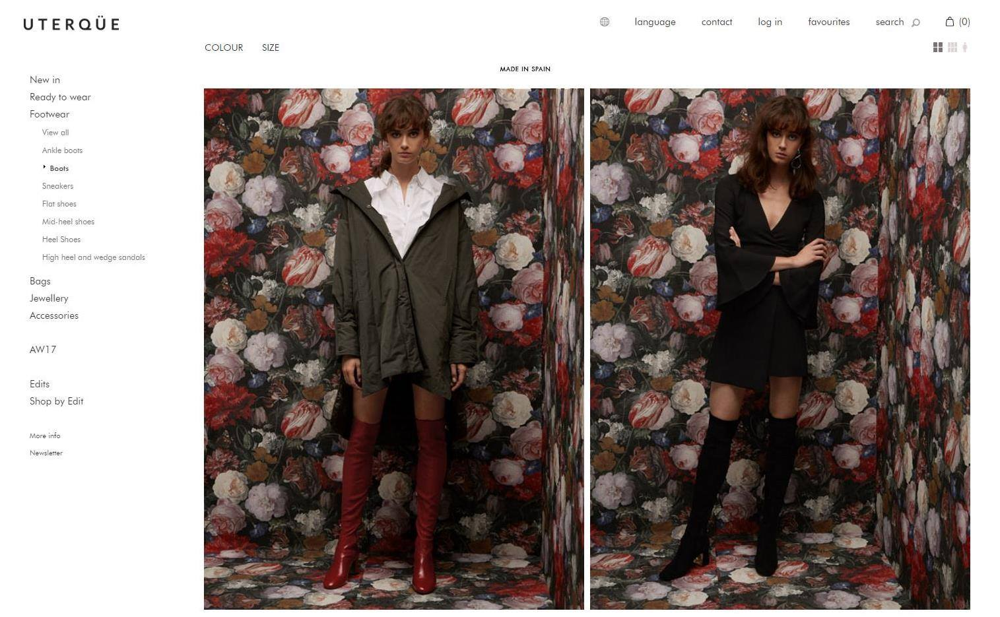 UTERQÜE
language contact log in favourites search (0)
COLOUR SIZE
MADE IN SPAIN
New in
Ready to wear
Footwear
View all
Ankle boots
Boots
Sneakers
Flat shoes
Mid-heel shoes
Heel Shoes
High heel and wedge sandals
Bags
Jewellery
Accessories
AW17
Edits
Shop by Edit
More info
Newsletter